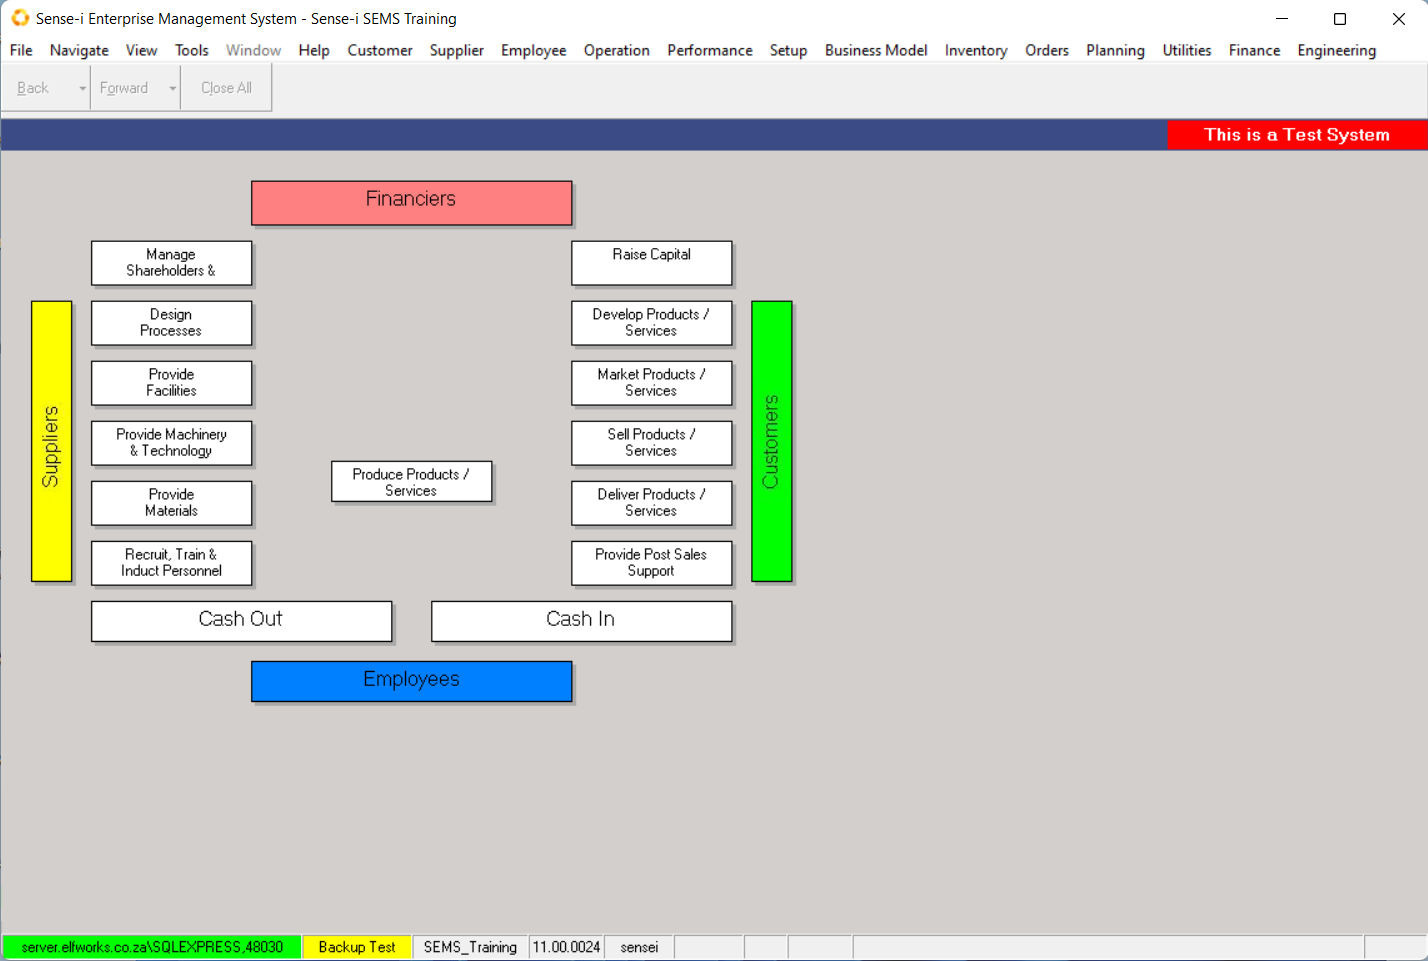 Sense-i Enterprise Management System - Sense-i SEMS Training
File Navigate View Tools Window Help Customer Supplier Employee Operation Performance Setup Business Model Inventory Orders Planning Utilities Finance Engineering
Back Forward Close All
This is a Test System
Financiers
Manage
Shareholders &
Raise Capital
Design
Processes
Develop Products /
Services
Provide
Facilities
Market Products /
Services
Suppliers
Provide Machinery
& Technology
Sell Products /
Services
Customers
Produce Products /
Services
Provide
Materials
Deliver Products /
Services
Recruit, Train &
Induct Personnel
Provide Post Sales
Support
Cash Out
Cash In
Employees
server.elfworks.co.za\SQLEXPRESS,48030 Backup Test SEMS_Training 11.00.0024 sensei